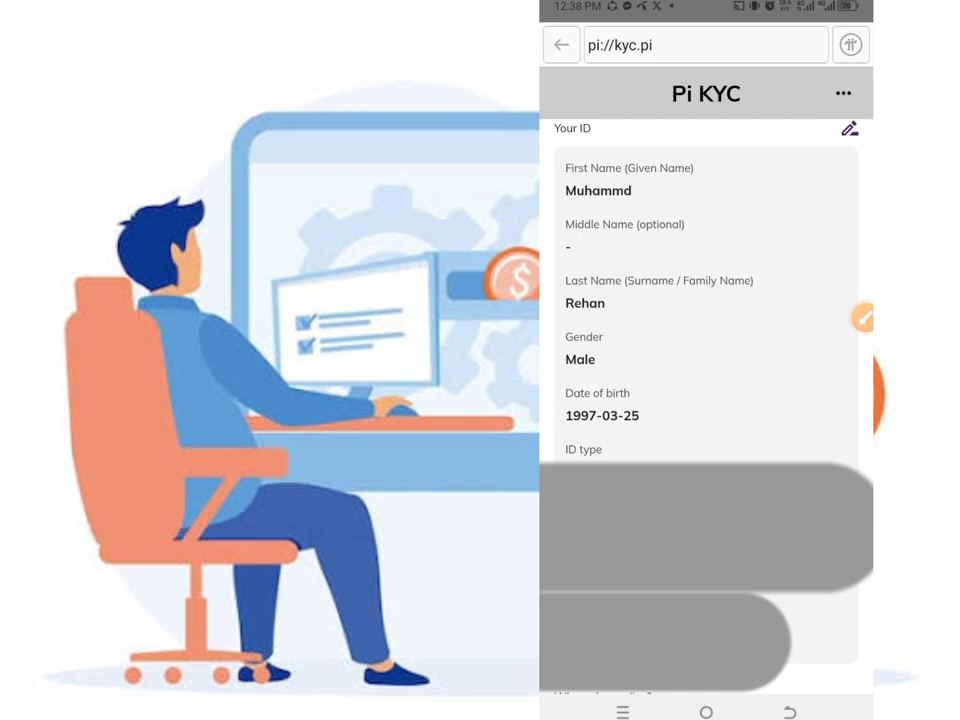 12:38 PM
70
pi://kyc.pi
Pi KYC
Your ID
First Name (Given Name)
Muhammd
Middle Name (optional)
-
Last Name (Surname / Family Name)
Rehan
Gender
Male
Date of birth
1997-03-25
ID type
$